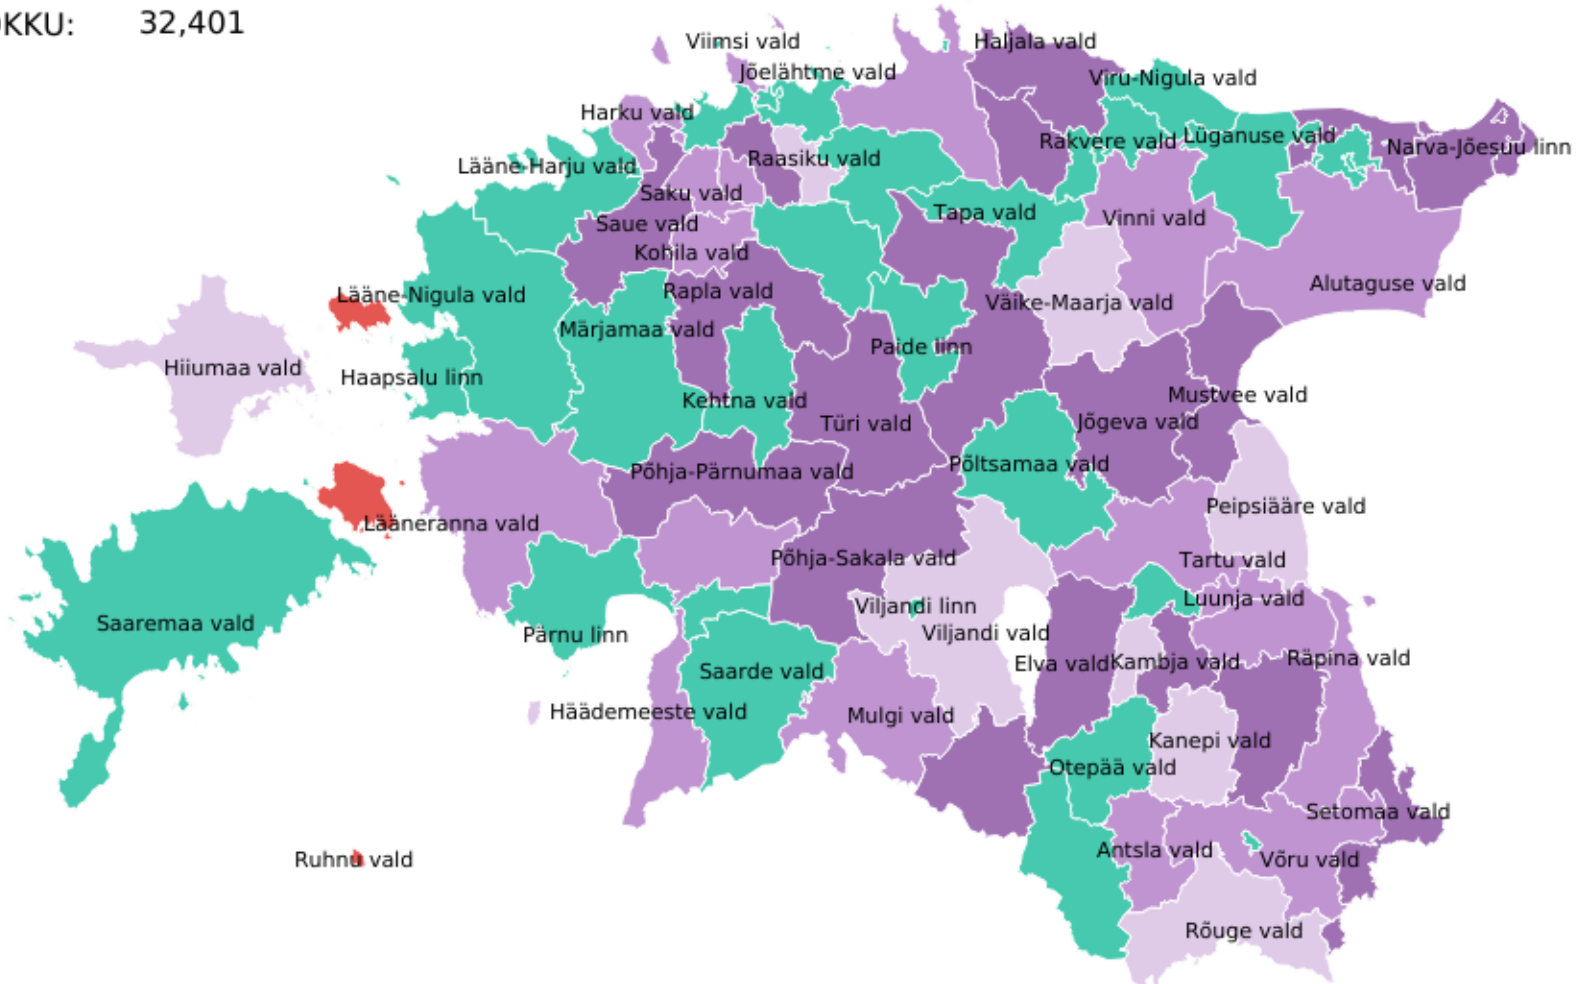 OKKU: 32,401
Viimsi vald
Haljala vald
Jõelähtme vald
Viru-Nigula vald
Harku vald
Rakvere vald
Lüganuse vald
Narva-Jõesuu linn
Raasiku vald
Lääne-Harju vald
Saku vald
Tapa vald
Vinni vald
Saue vald
Kohila vald
Alutaguse vald
Rapla vald
Lääne-Nigula vald
Väike-Maarja vald
Märjamaa vald
Paide linn
Hiiumaa vald
Haapsalu linn
Mustvee vald
Kehtna vald
Türi vald
Jõgeva vald
Põltsamaa vald
Põhja-Pärnumaa vald
Peipsiääre vald
Lääneranna vald
Põhja-Sakala vald
Tartu vald
Luunja vald
Viljandi linn
Saaremaa vald
Pärnu linn
Viljandi vald
Räpina vald
Elva vald
Kambja vald
Saarde vald
Häädemeeste vald
Mulgi vald
Kanepi vald
Otepää vald
Setomaa vald
Antsla vald
Võru vald
Ruhnu vald
Rõuge vald